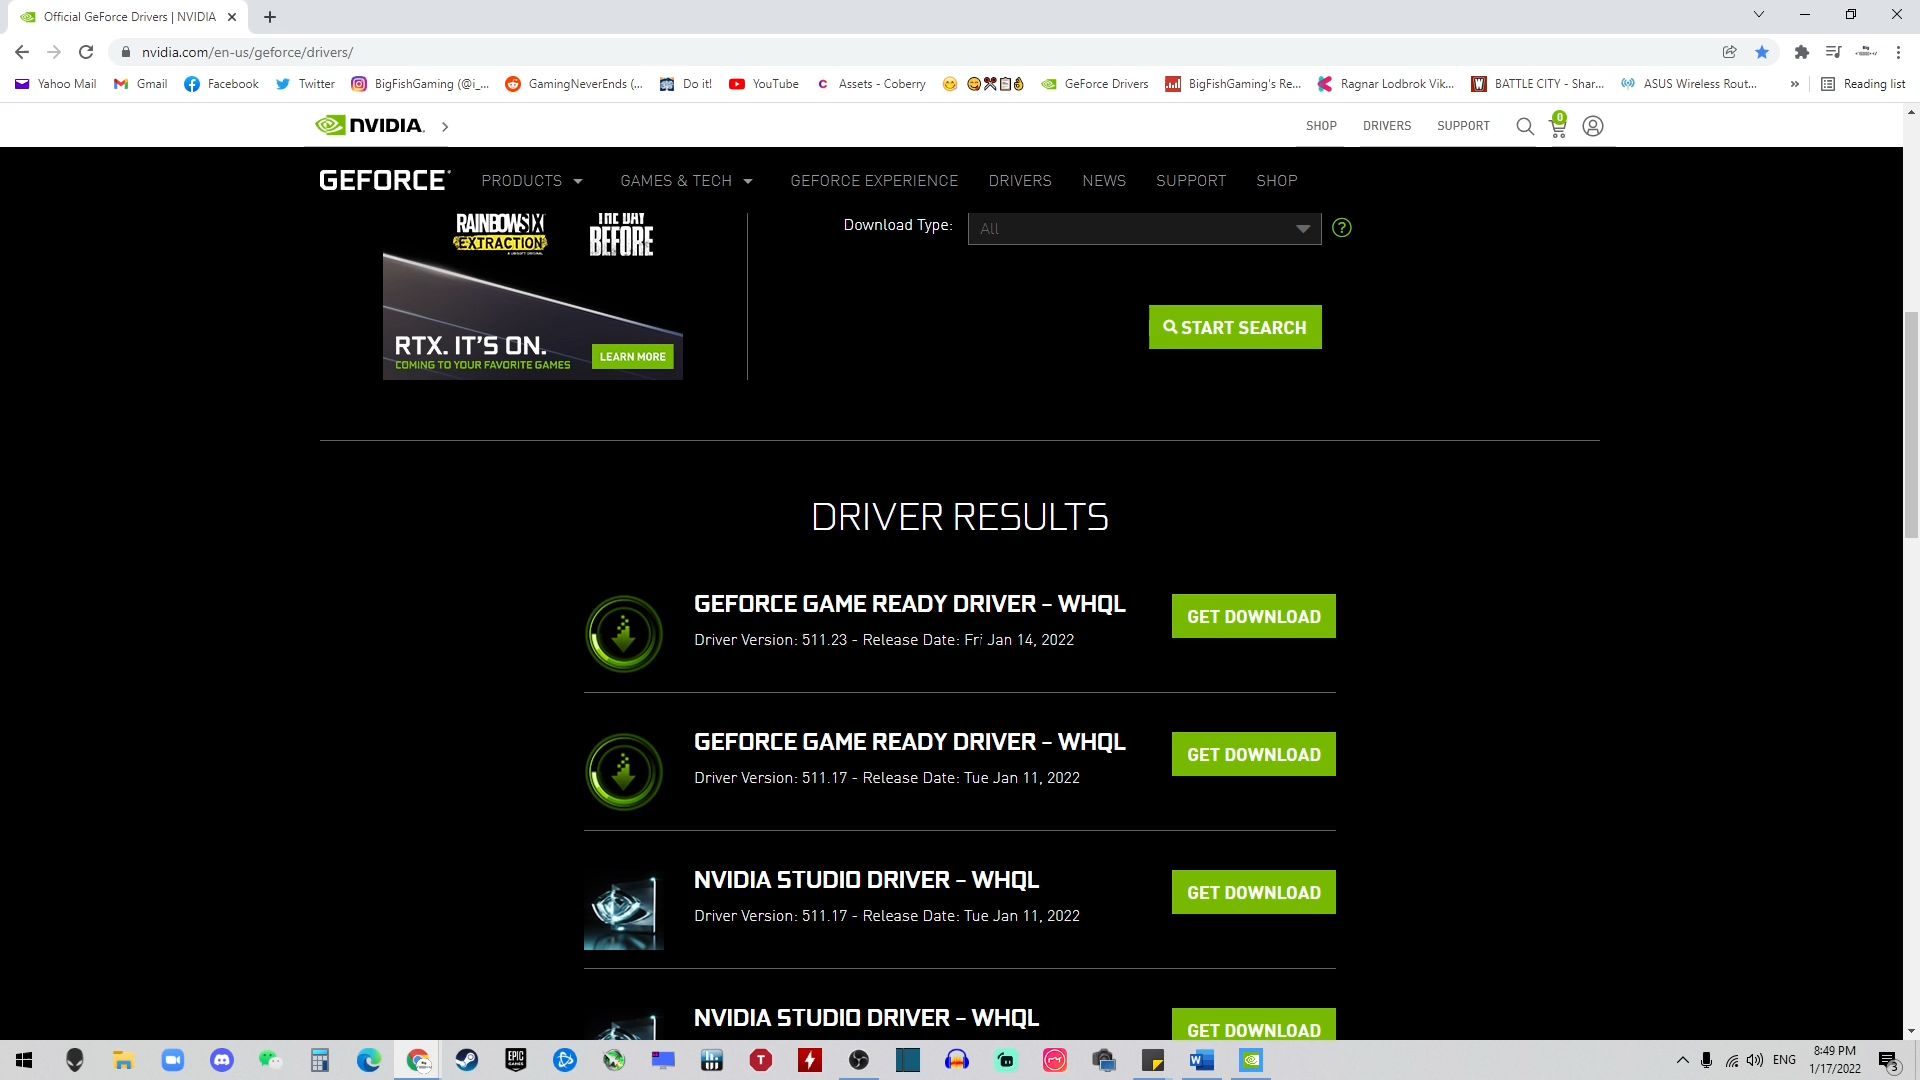 Official GeForce Drivers | NVIDIA
nvidia.com/en-us/geforce/drivers/
Yahoo Mail
Gmail
Facebook
Twitter
BigFishGaming (@i_...
GamingNeverEnds (...
Do it!
YouTube
Assets - Coberry
GeForce Drivers
BigFishGaming's Re...
Ragnar Lodbrok Vik...
BATTLE CITY - Shar...
ASUS Wireless Rout...
»
Reading list
NVIDIA.
SHOP
DRIVERS
SUPPORT
0
GEFORCE
PRODUCTS
GAMES & TECH
GEFORCE EXPERIENCE
DRIVERS
NEWS
SUPPORT
SHOP
RAINBOW SIX
EXTRACTION
THE DAY
BEFORE
RTX. IT'S ON.
COMING TO YOUR FAVORITE GAMES
LEARN MORE
Download Type:
All
?
START SEARCH
DRIVER RESULTS
GEFORCE GAME READY DRIVER - WHQL
Driver Version: 511.23 - Release Date: Fri Jan 14, 2022
GET DOWNLOAD
GEFORCE GAME READY DRIVER - WHQL
Driver Version: 511.17 - Release Date: Tue Jan 11, 2022
GET DOWNLOAD
NVIDIA STUDIO DRIVER - WHQL
Driver Version: 511.17 - Release Date: Tue Jan 11, 2022
GET DOWNLOAD
NVIDIA STUDIO DRIVER - WHQL
GET DOWNLOAD
EPIC
GAMES
T
W
ENG
8:49 PM
1/17/2022
3